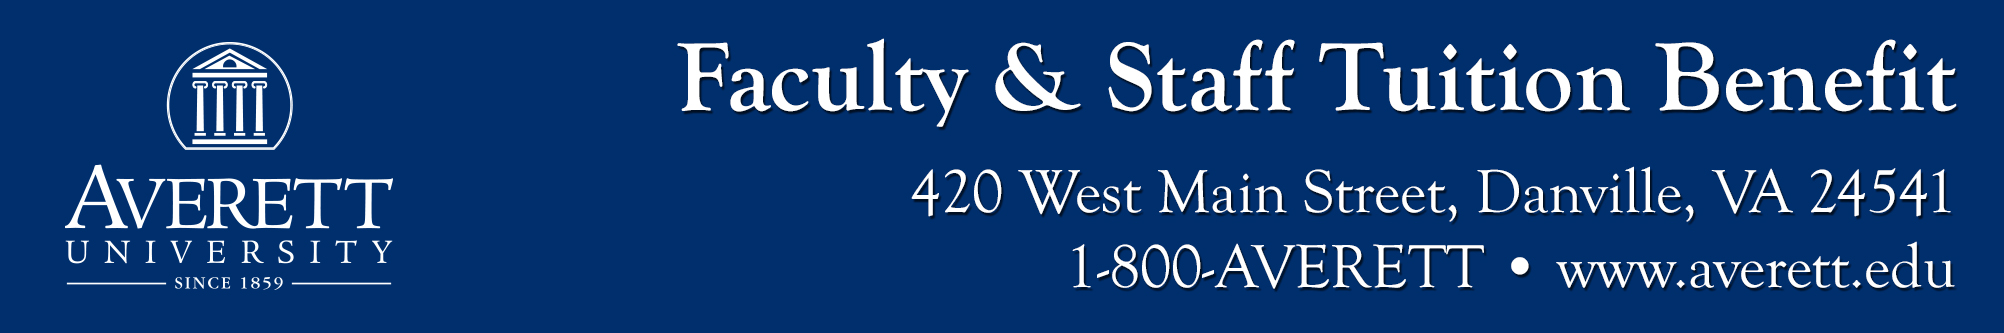 AVERETT
UNIVERSITY
SINCE 1859
Faculty & Staff Tuition Benefit
420 West Main Street, Danville, VA 24541
1-800-AVERETT • www.averett.edu